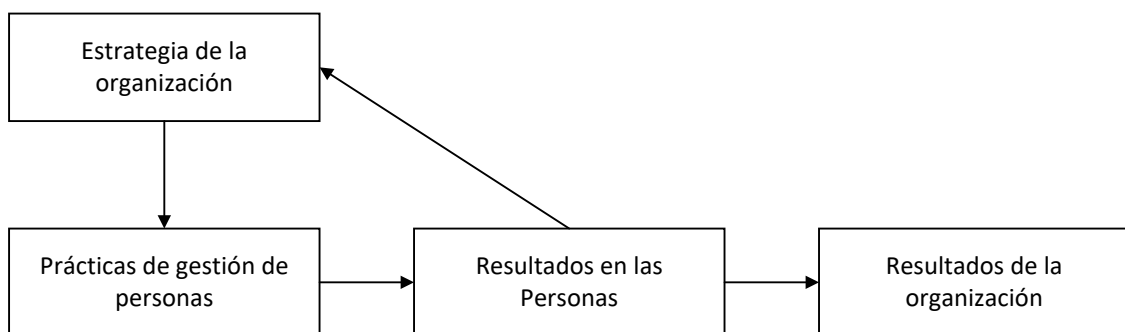 Estrategia de la
organización
Prácticas de gestión de
personas
Resultados en las
Personas
Resultados de la
organización